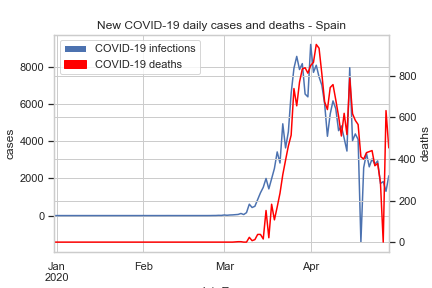 New COVID-19 daily cases and deaths - Spain
COVID-19 infections
COVID-19 deaths
8000
6000
4000
2000
0
cases
800
600
400
200
0
deaths
Jan
2020
Feb
Mar
Apr